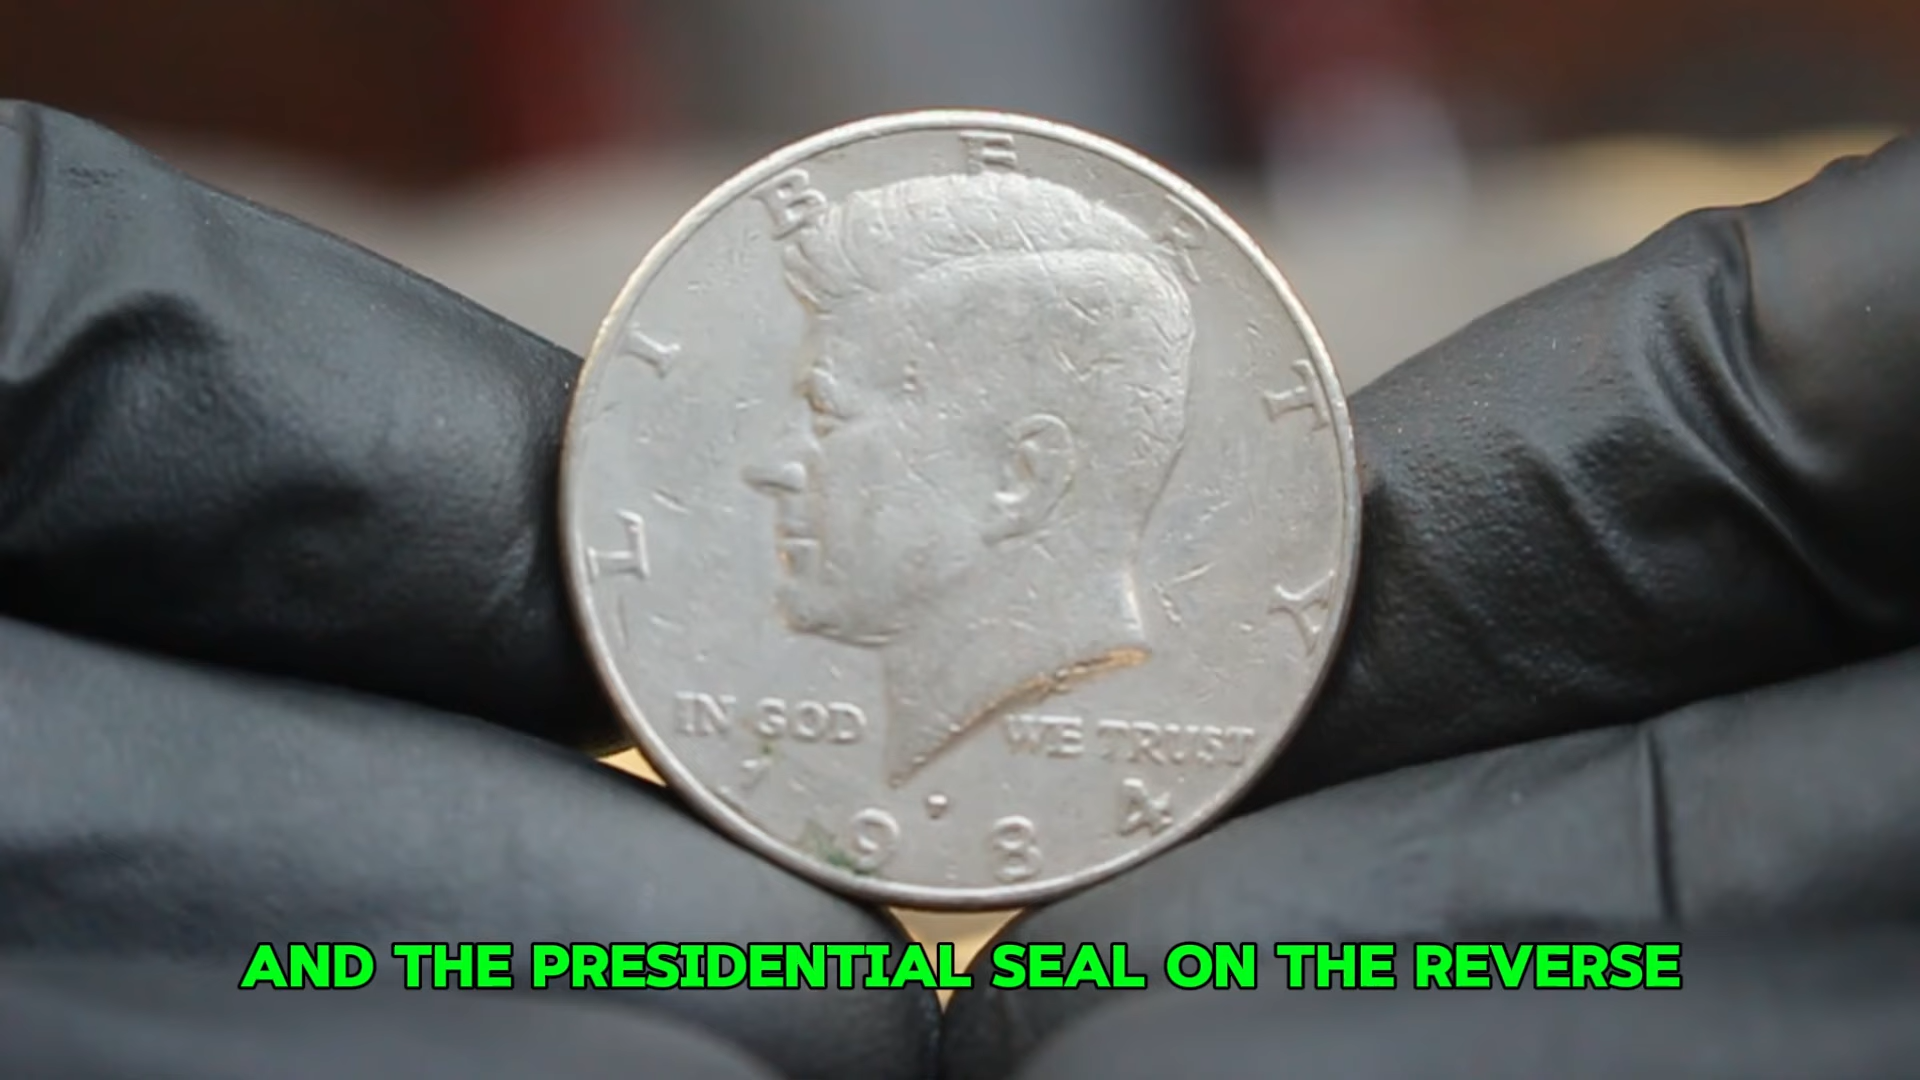 LIBERTY
IN GOD WE TRUST
1984
AND THE PRESIDENTIAL SEAL ON THE REVERSE